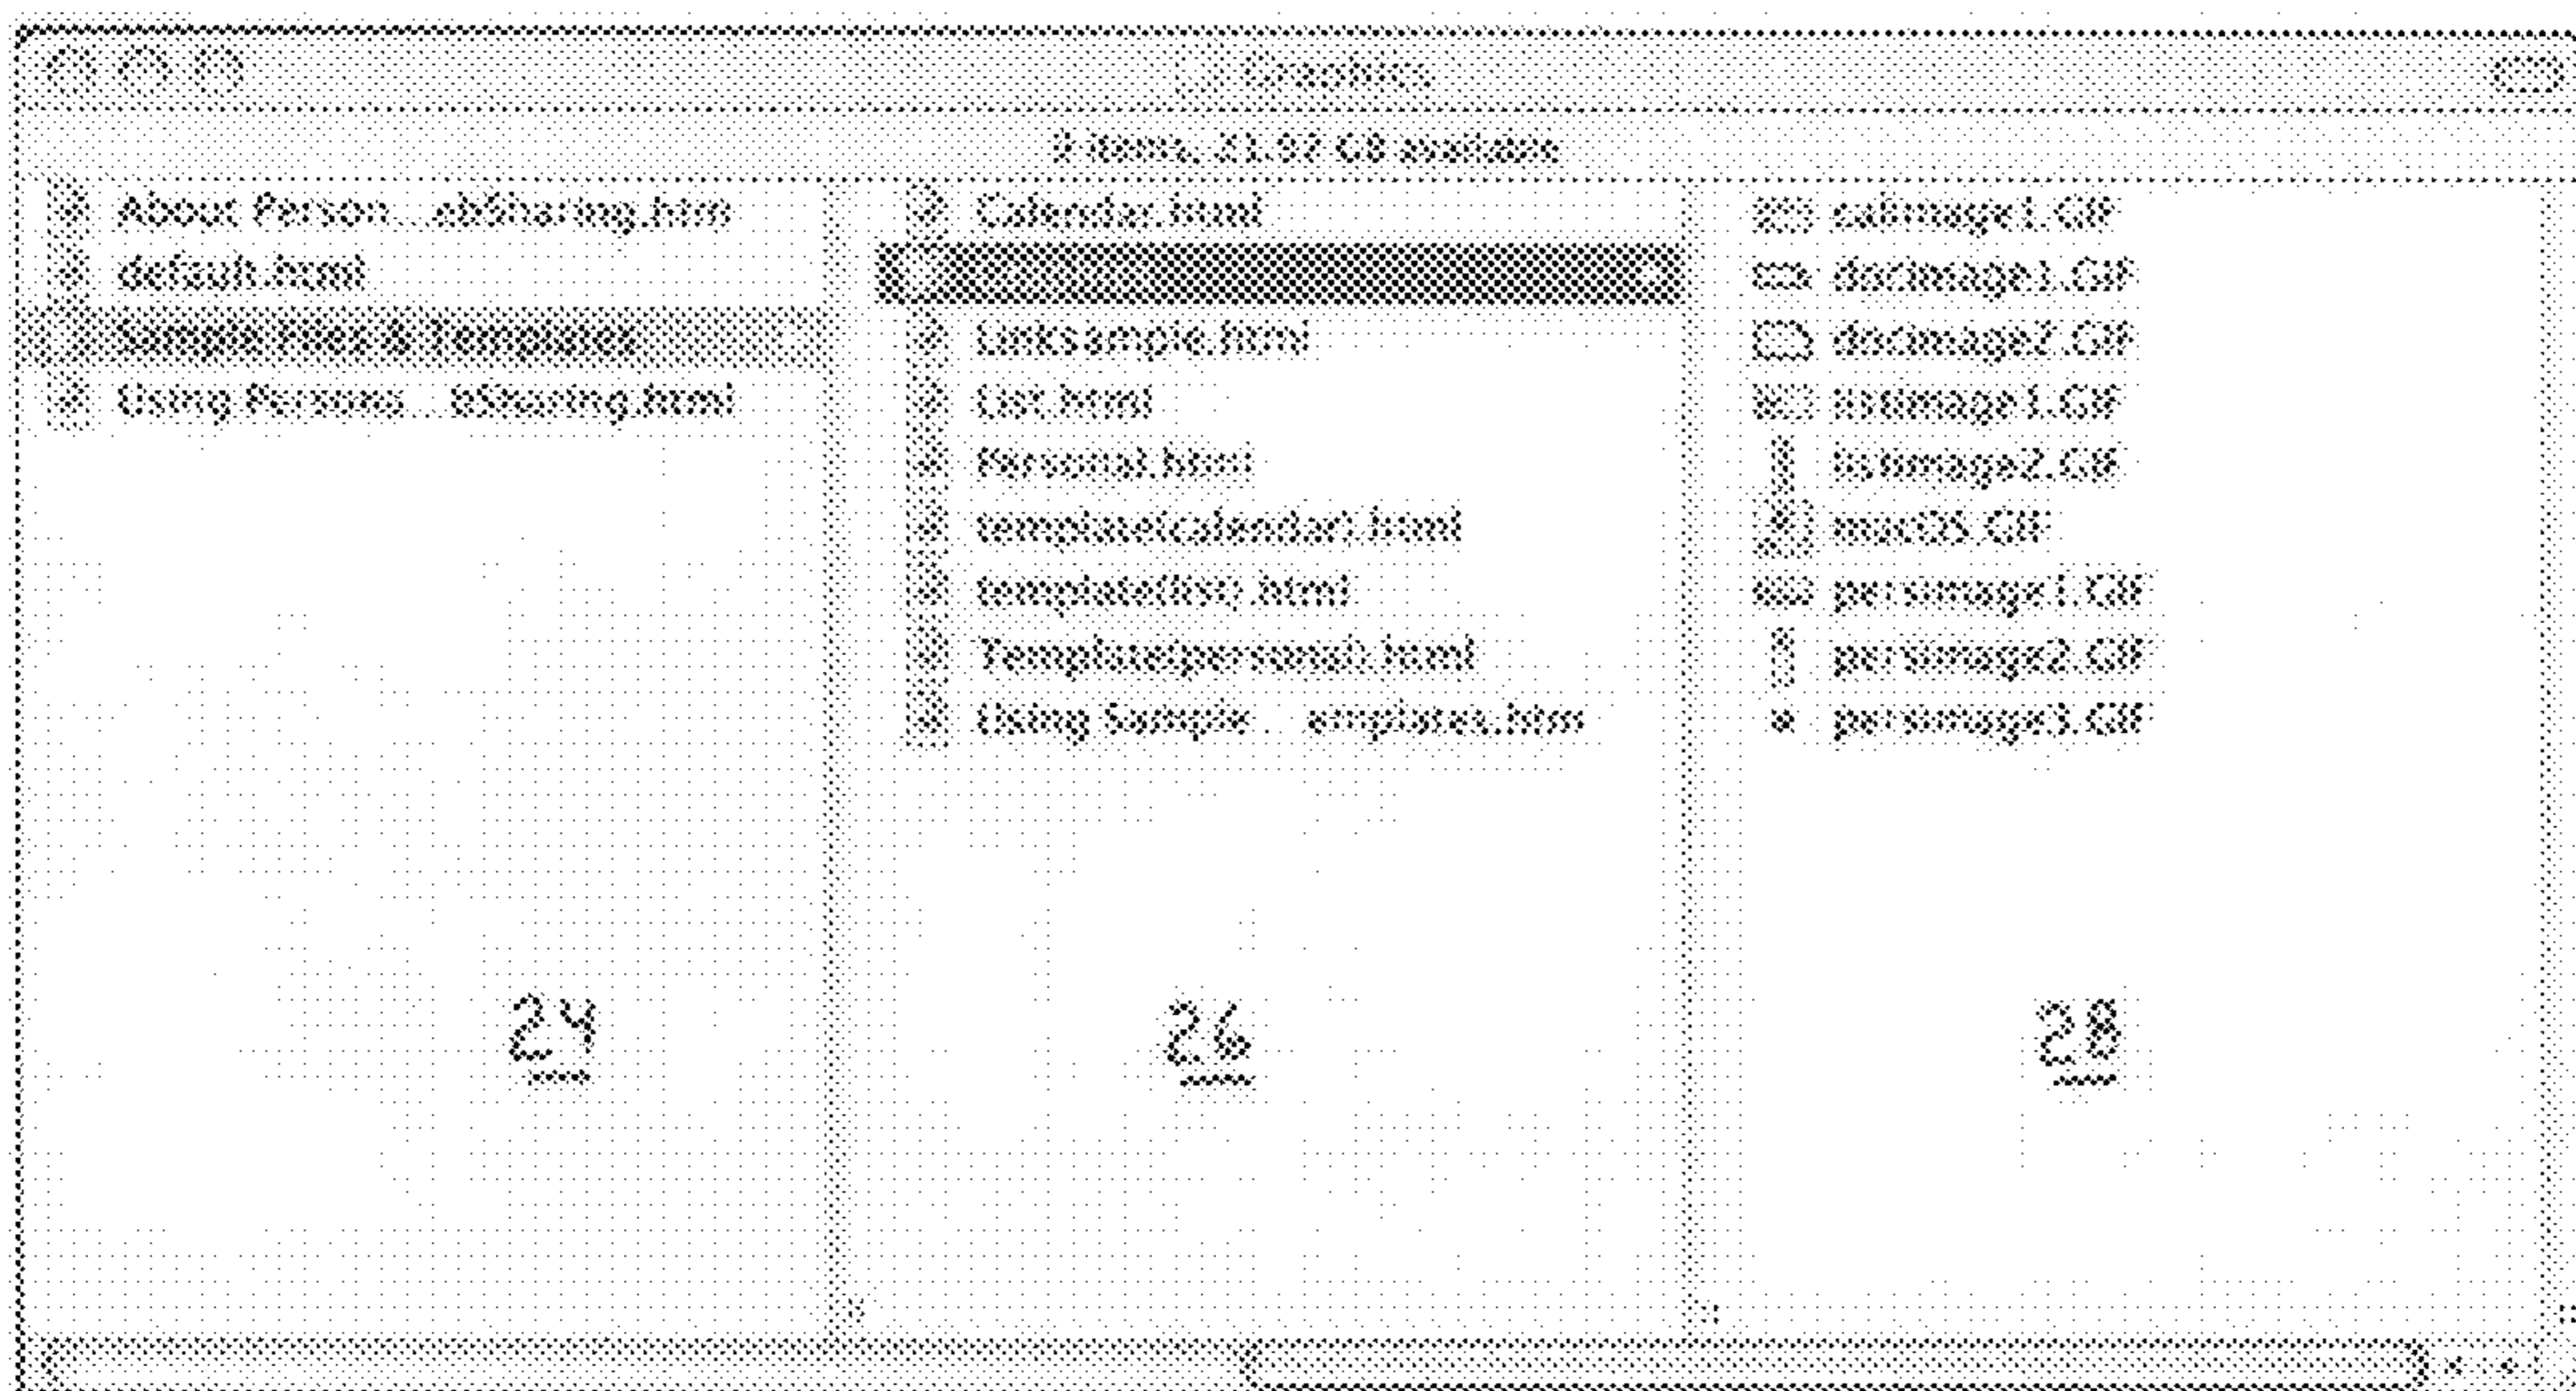 Graphics
9 items, 21.97 GB available
About Person...ebSharing.htm
default.html
Sample Files & Templates
Using Persona...bSharing.html
Calendar.html
Linksample.html
List.html
Personal.html
template(calendar).html
template(list).html
Template(personal).html
Using Sample ...emplates.htm
calimage1.GIF
docimage1.GIF
docimage2.GIF
listimage1.GIF
listimage2.GIF
macOS.GIF
persimage1.GIF
persimage2.GIF
persimage3.GIF
24
26
28